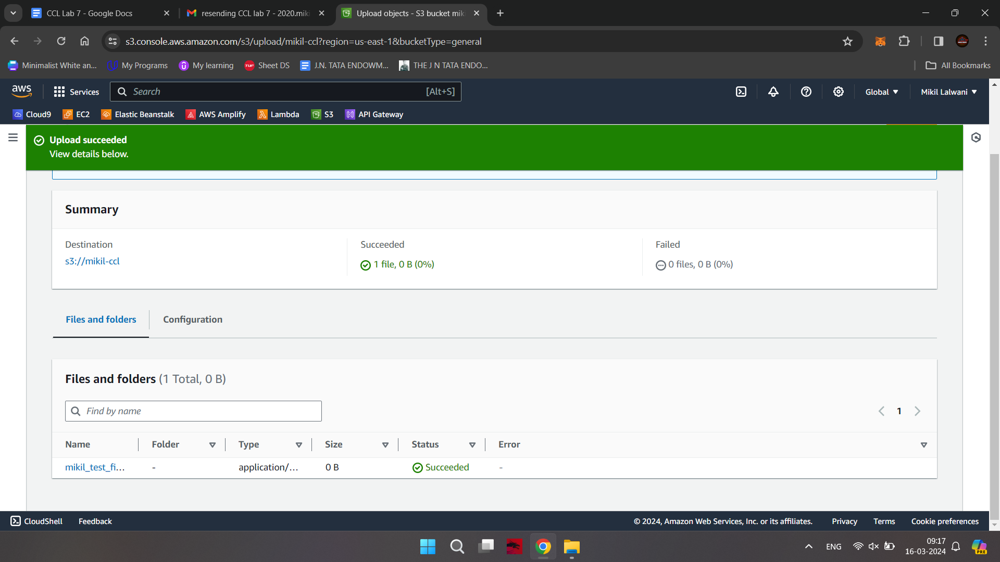 CCL Lab 7 - Google Docs
resending CCL lab 7 - 2020.miki
Upload objects - S3 bucket mik
s3.console.aws.amazon.com/s3/upload/mikil-ccl?region=us-east-1&bucketType=general
Minimalist White an...
My Programs
My learning
TUF Sheet DS
J.N. TATA ENDOWM...
THE J N TATA ENDO...
All Bookmarks
aws
Services
Search
[Alt+S]
Global
Mikil Lalwani
Cloud9
EC2
Elastic Beanstalk
AWS Amplify
Lambda
S3
API Gateway
Upload succeeded
View details below.
Summary
Destination
s3://mikil-ccl
Succeeded
1 file, 0 B (0%)
Failed
0 files, 0 B (0%)
Files and folders
Configuration
Files and folders (1 Total, 0 B)
Find by name
1
Name
Folder
Type
Size
Status
Error
mikil_test_fi...
-
application/...
0 B
Succeeded
-
CloudShell
Feedback
© 2024, Amazon Web Services, Inc. or its affiliates.
Privacy
Terms
Cookie preferences
ENG
09:17
16-03-2024
PRE